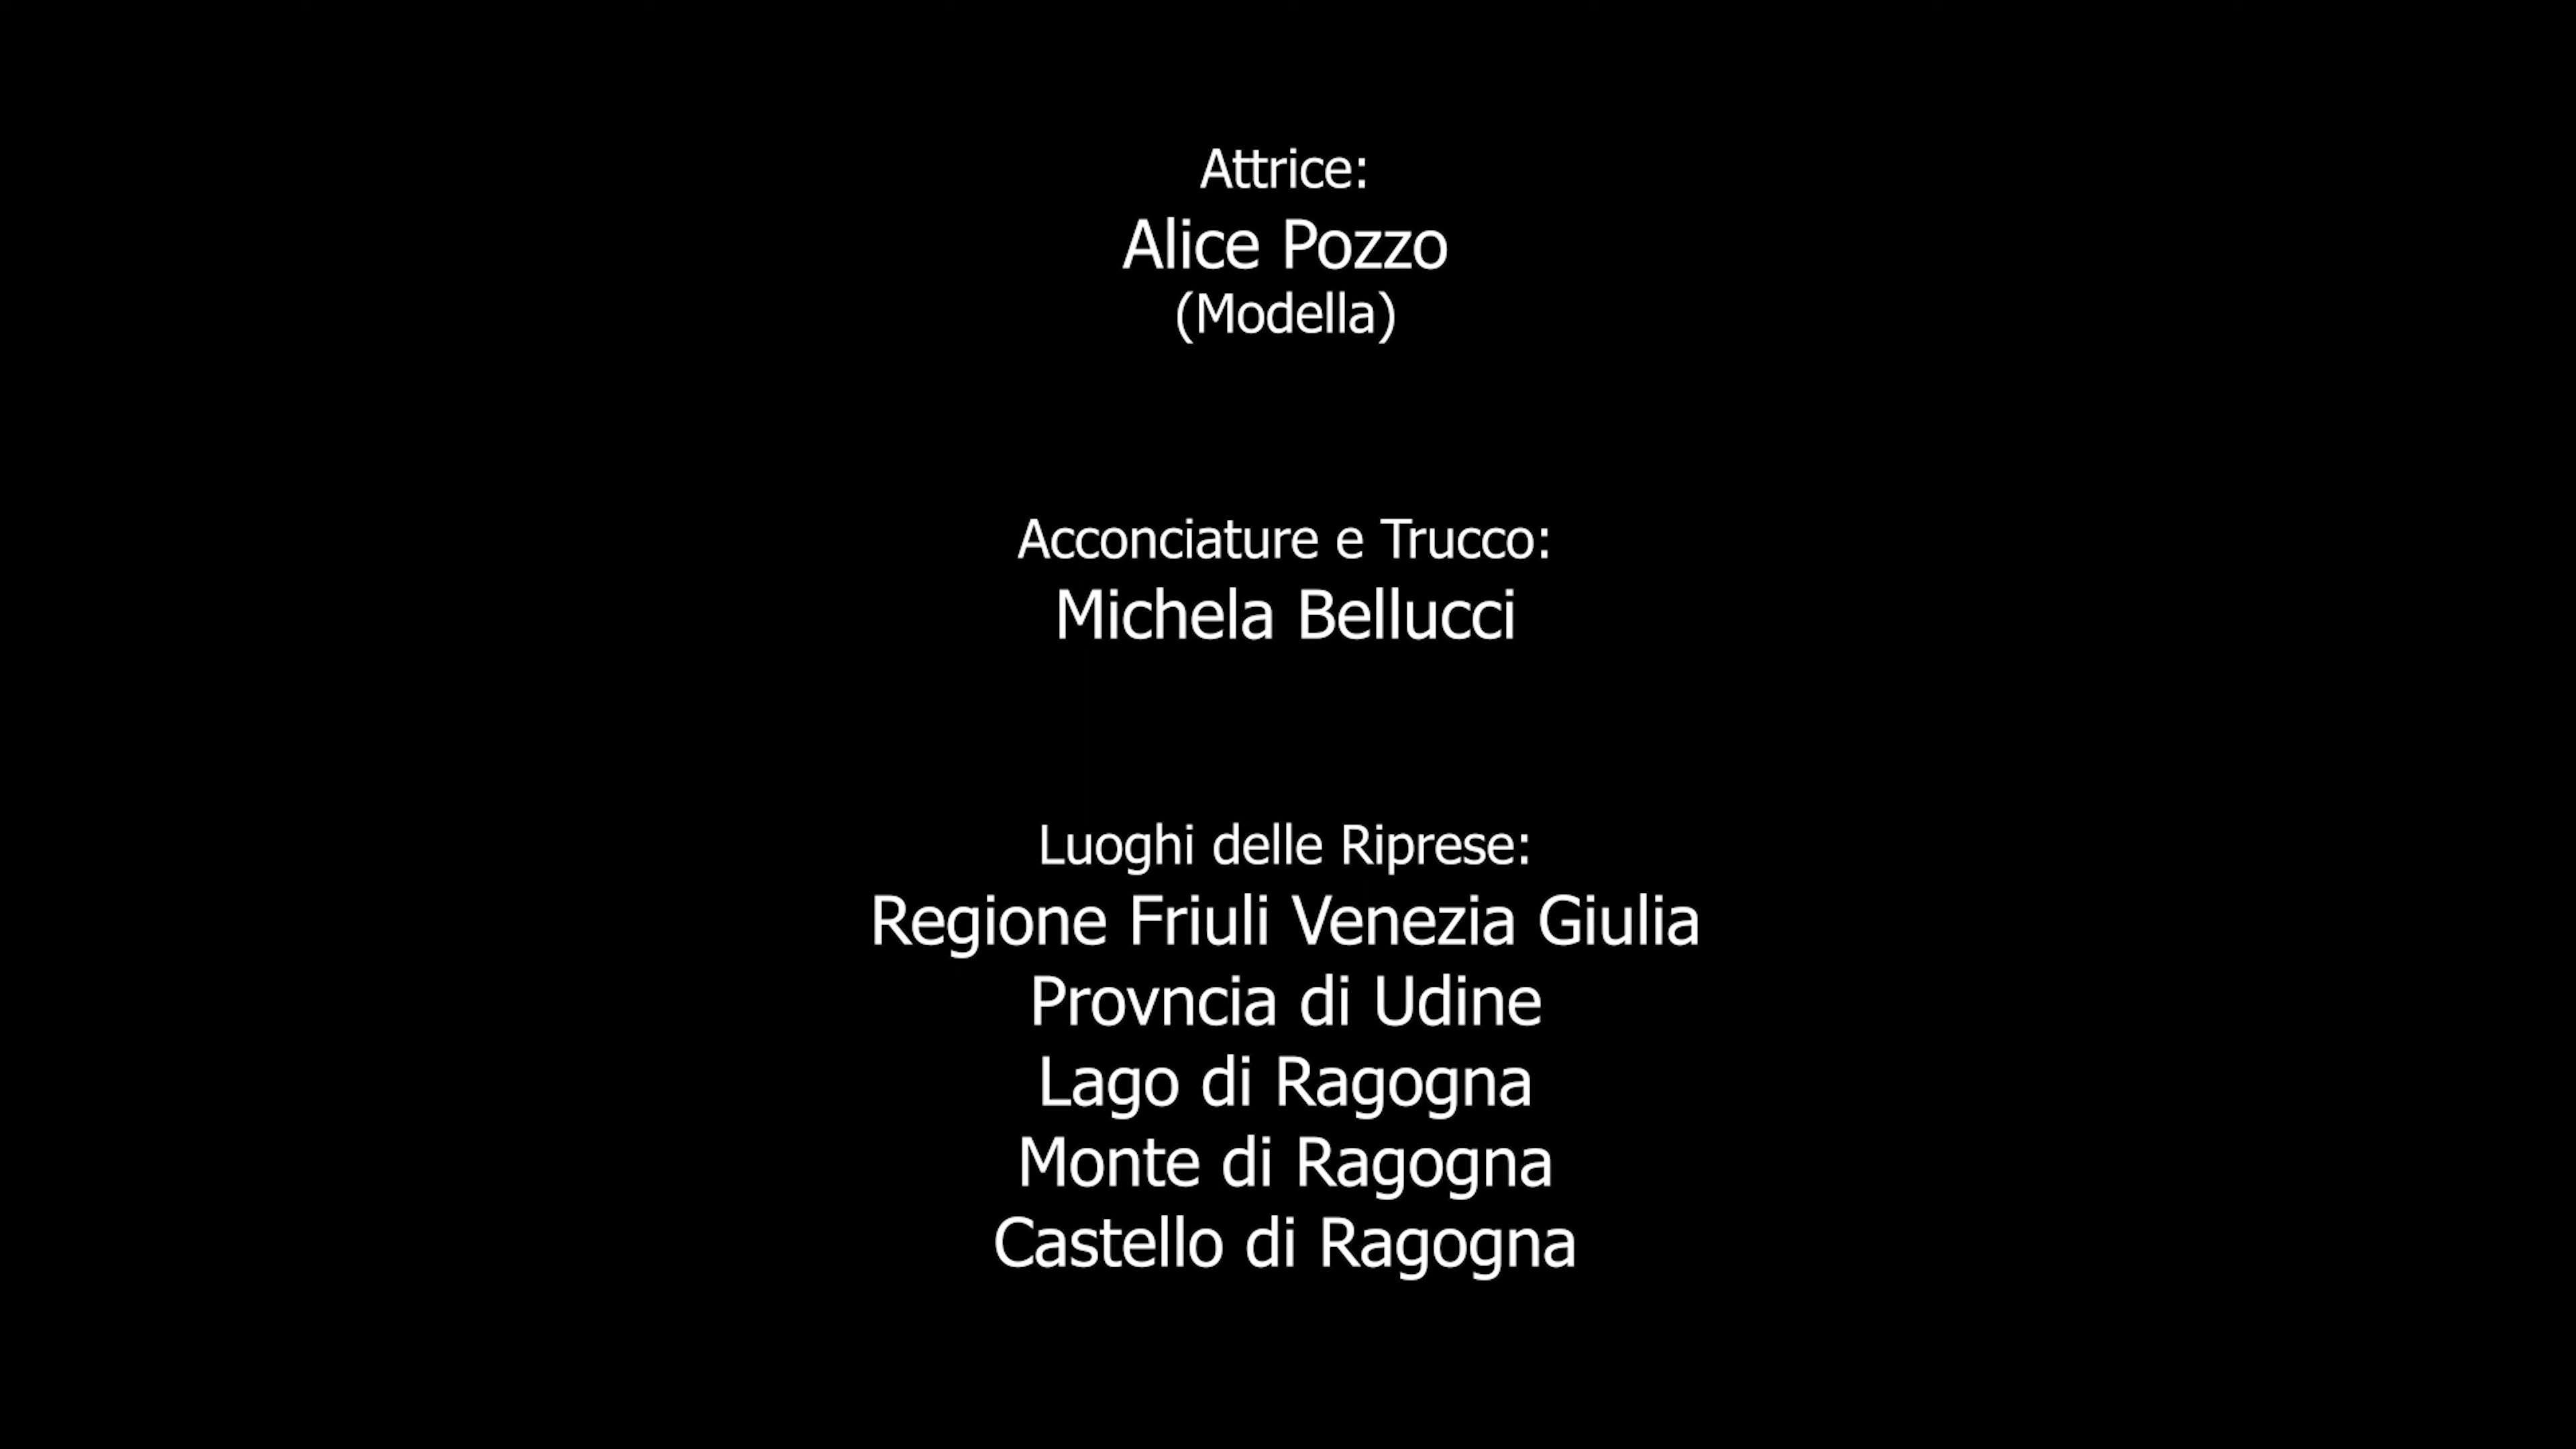 Attrice:
Alice Pozzo
(Modella)
Acconciature e Trucco:
Michela Bellucci
Luoghi delle Riprese:
Regione Friuli Venezia Giulia
Provncia di Udine
Lago di Ragogna
Monte di Ragogna
Castello di Ragogna